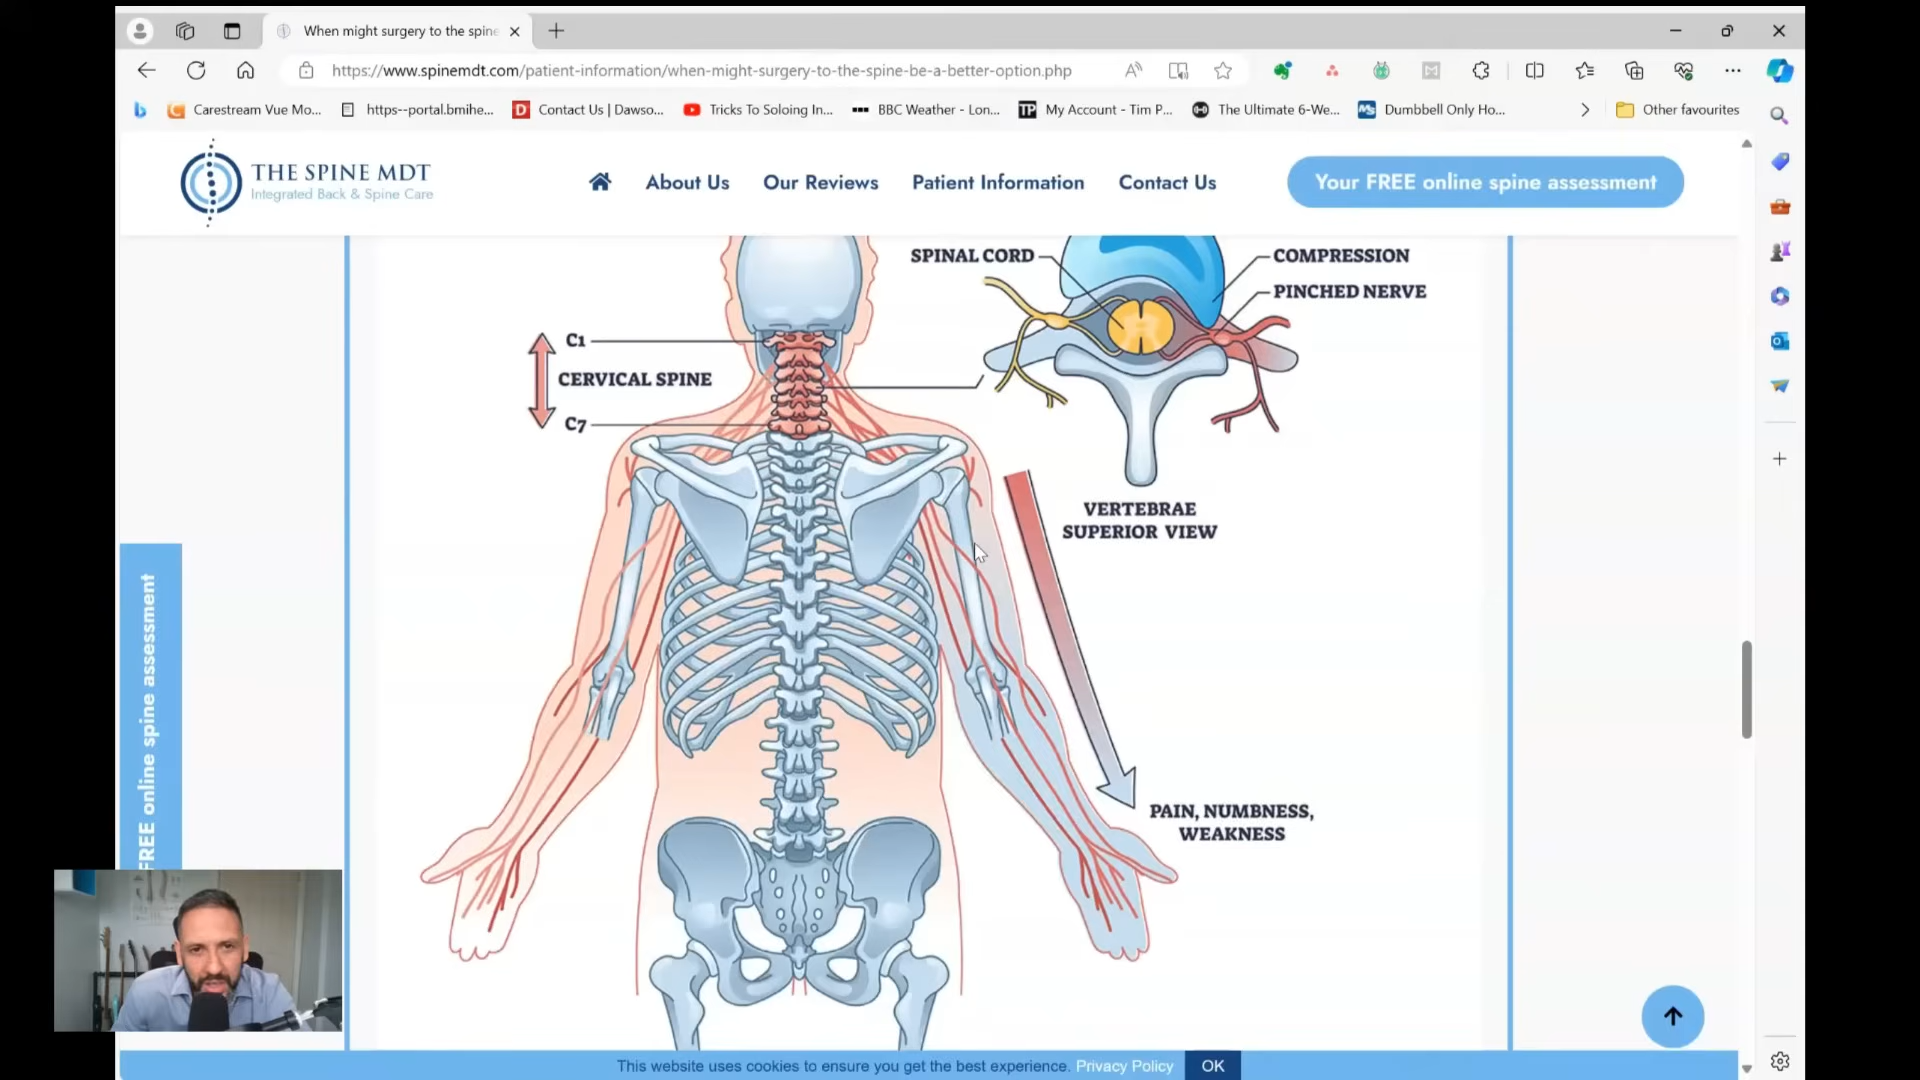 When might surgery to the spine
https://www.spinemdt.com/patient-information/when-might-surgery-to-the-spine-be-a-better-option.php
Carestream Vue Mo...
https--portal.bmihe...
Contact Us | Dawso...
Tricks To Soloing In...
BBC Weather - Lon...
My Account - Tim P...
The Ultimate 6-We...
Dumbbell Only Ho...
Other favourites
THE SPINE MDT
Integrated Back & Spine Care
About Us
Our Reviews
Patient Information
Contact Us
Your FREE online spine assessment
SPINAL CORD
COMPRESSION
PINCHED NERVE
C1
CERVICAL SPINE
C7
VERTEBRAE
SUPERIOR VIEW
PAIN, NUMBNESS,
WEAKNESS
FREE online spine assessment
This website uses cookies to ensure you get the best experience. Privacy Policy
OK